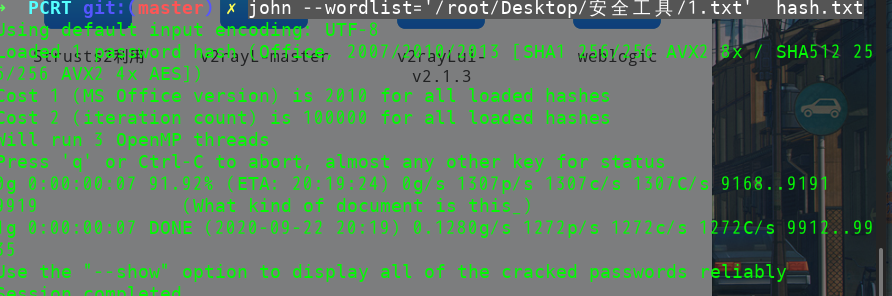 → PCRT git:(master) ✗ john --wordlist='/root/Desktop/安全工具/1.txt' hash.txt
Using default input encoding: UTF-8
Loaded 1 password hash (Office, 2007/2010/2013 [SHA1 256/256 AVX2 8x / SHA512 25
Struts2利用 v2rayL-master v2rayLui-v2.1.3 weblogic
6/256 AVX2 4x AES])
Cost 1 (MS Office version) is 2010 for all loaded hashes
Cost 2 (iteration count) is 100000 for all loaded hashes
Will run 3 OpenMP threads
Press 'q' or Ctrl-C to abort, almost any other key for status
0g 0:00:00:07 91.92% (ETA: 20:19:24) 0g/s 1307p/s 1307c/s 1307C/s 9168..9191
9919 (What kind of document is this_)
1g 0:00:00:07 DONE (2020-09-22 20:19) 0.1280g/s 1272p/s 1272c/s 1272C/s 9912..99
35
Use the "--show" option to display all of the cracked passwords reliably
Session completed